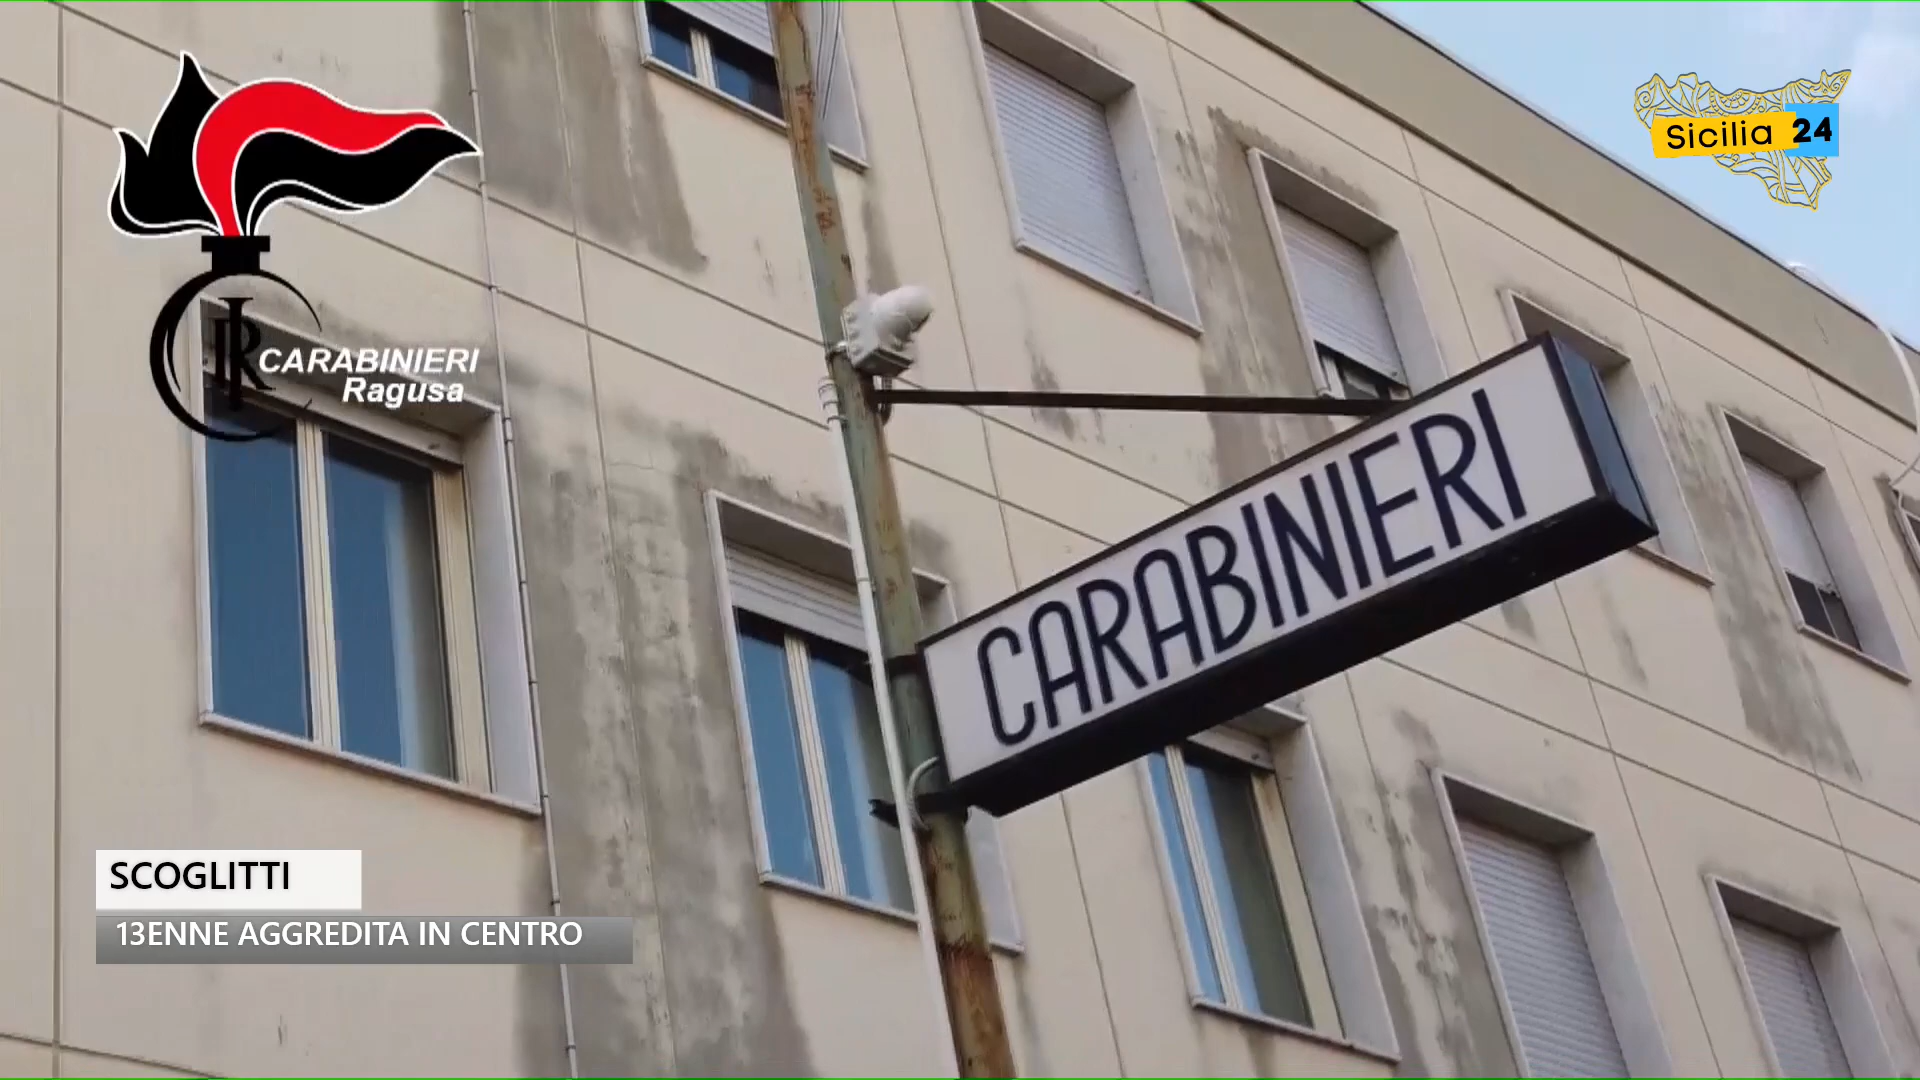 Sicilia 24
CARABINIERI
Ragusa
CARABINIERI
SCOGLITTI
13ENNE AGGREDITA IN CENTRO